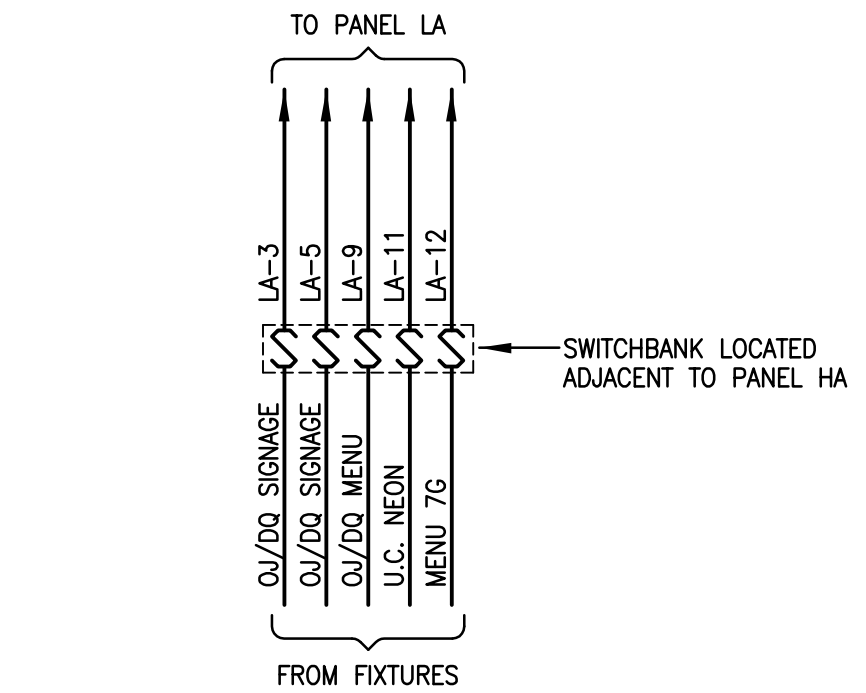 TO PANEL LA
LA-3
LA-5
LA-9
LA-11
LA-12
S S S S S
SWITCHBANK LOCATED
ADJACENT TO PANEL HA
OJ/DQ SIGNAGE
OJ/DQ SIGNAGE
OJ/DQ MENU
U.C. NEON
MENU 7G
FROM FIXTURES